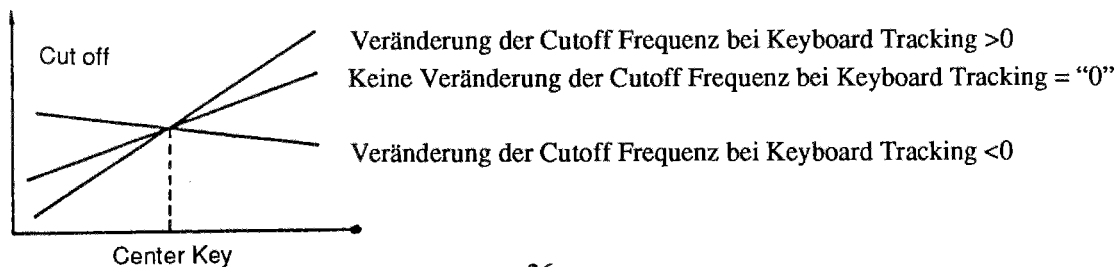 Cut off
Veränderung der Cutoff Frequenz bei Keyboard Tracking >0
Keine Veränderung der Cutoff Frequenz bei Keyboard Tracking = “0”
Veränderung der Cutoff Frequenz bei Keyboard Tracking <0
Center Key